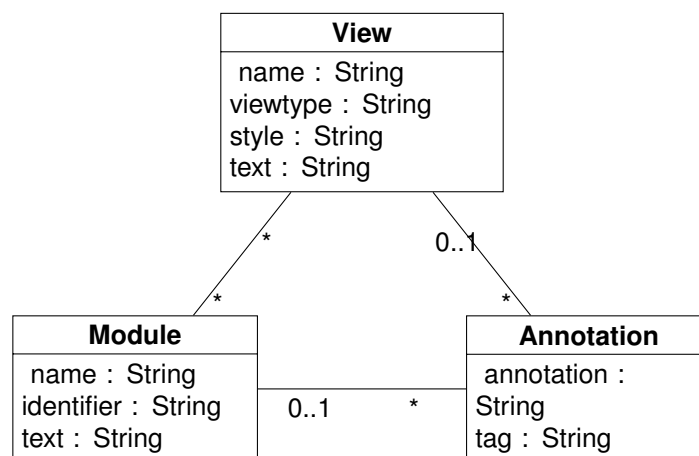 View
name : String
viewtype : String
style : String
text : String
*
0..1
*
*
Module
name : String
identifier : String
text : String
0..1
*
Annotation
annotation :
String
tag : String